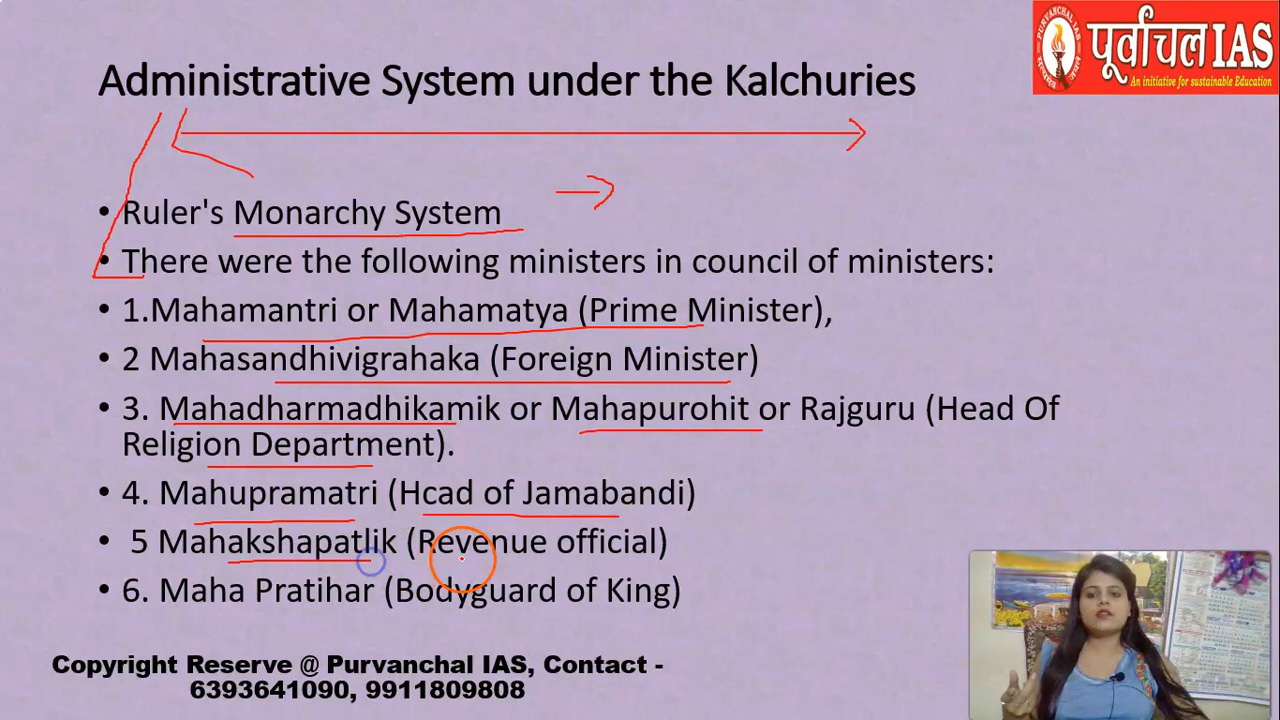 पूर्वांचल IAS
PURVANCHAL IAS
An initiative for sustainable Education
Administrative System under the Kalchuries
• Ruler's Monarchy System
• There were the following ministers in council of ministers:
• 1.Mahamantri or Mahamatya (Prime Minister),
• 2 Mahasandhivigrahaka (Foreign Minister)
• 3. Mahadharmadhikamik or Mahapurohit or Rajguru (Head Of
Religion Department).
• 4. Mahupramatri (Hcad of Jamabandi)
• 5 Mahakshapatlik (Revenue official)
• 6. Maha Pratihar (Bodyguard of King)
Copyright Reserve @ Purvanchal IAS, Contact -
6393641090, 9911809808